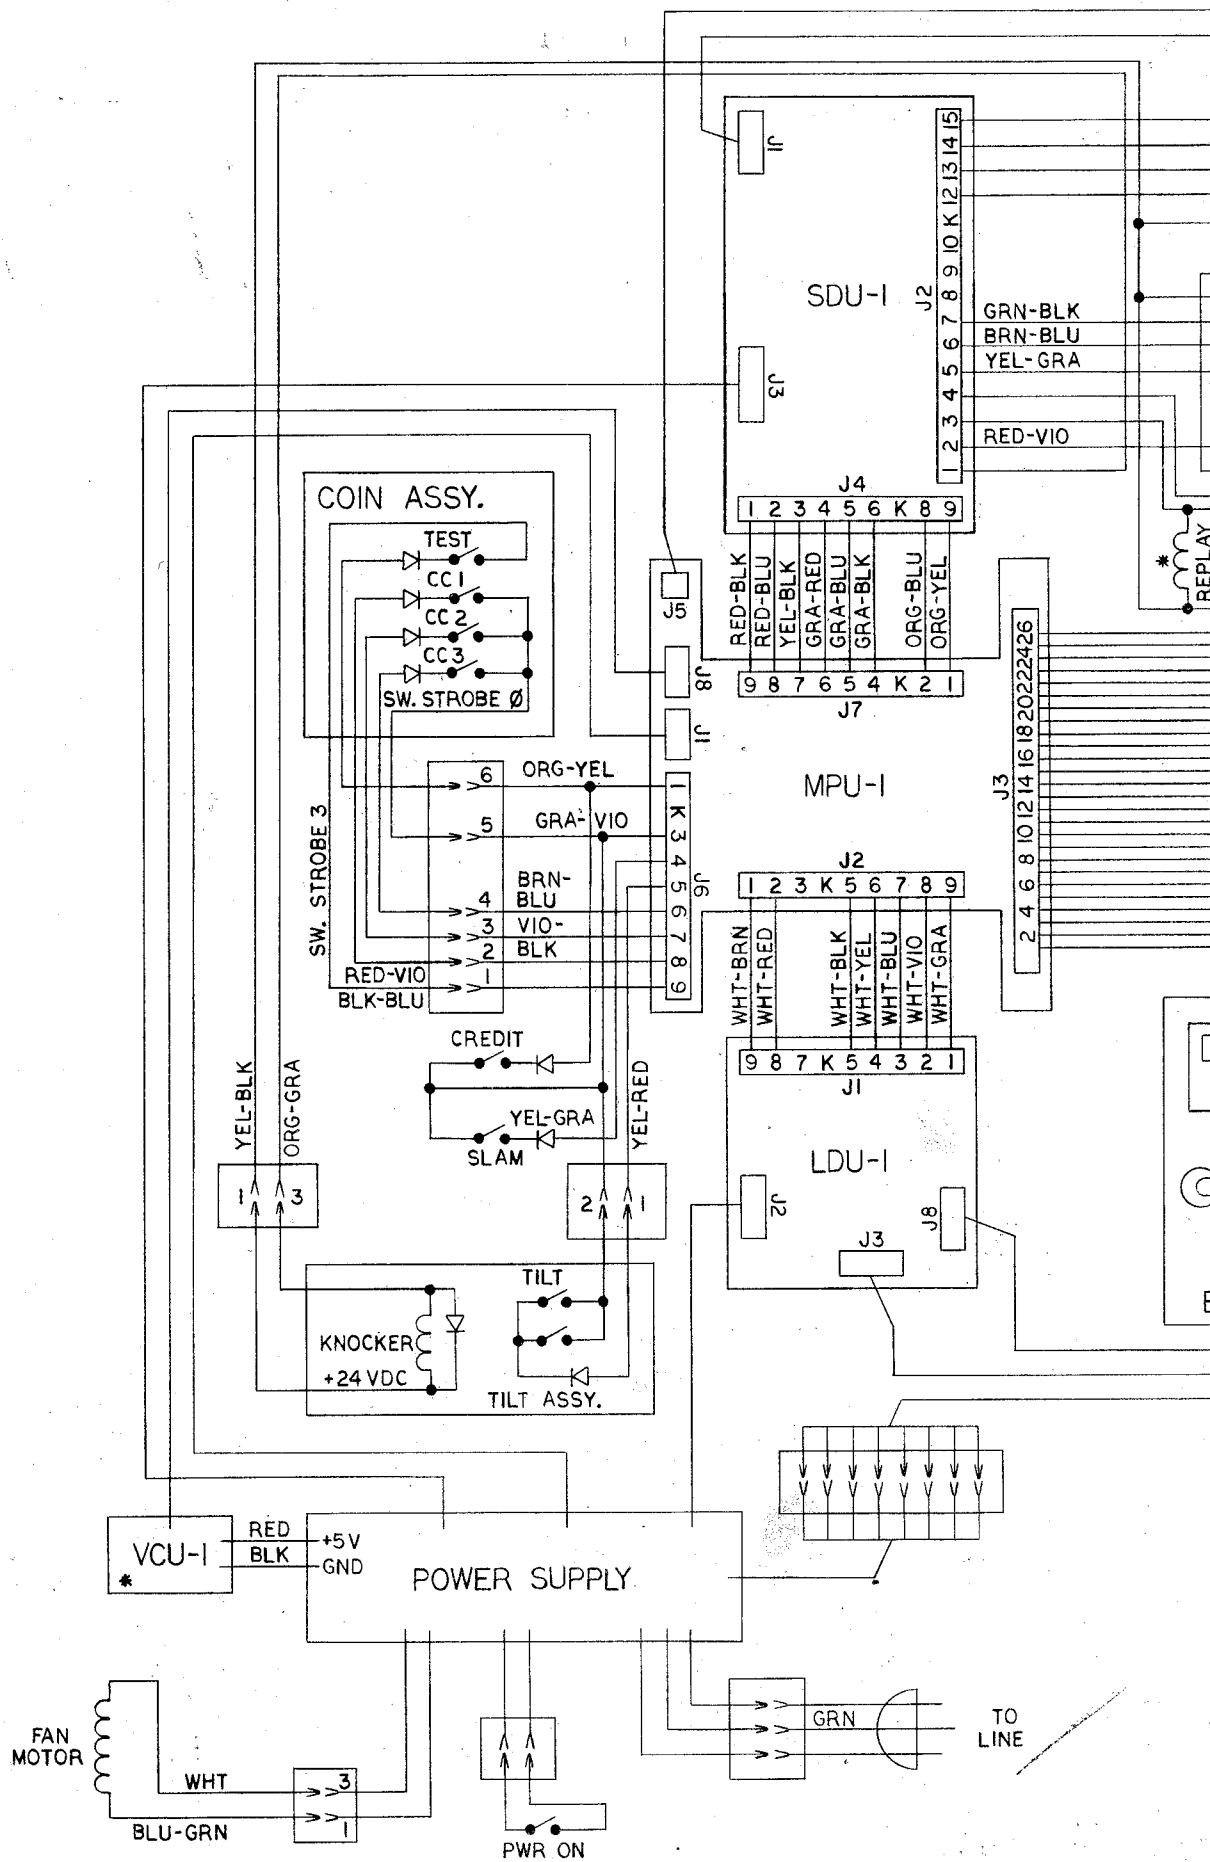 J1
15
14
13
12
K
10
9
8
7
6
5
4
3
2
1
J2
SDU-1
GRN-BLK
BRN-BLU
YEL-GRA
RED-VIO
J3
J4
1 2 3 4 5 6 K 8 9
COIN ASSY.
TEST
CC1
CC2
CC3
SW. STROBE Ø
RED-BLK
RED-BLU
YEL-BLK
GRA-RED
GRA-BLU
GRA-BLK
ORG-BLU
ORG-YEL
*
REPLAY
J5
J8
J1
9 8 7 6 5 4 K 2 1
J7
MPU-1
J3
26
24
22
20
18
16
14
12
10
8
6
4
2
SW. STROBE 3
6 ORG-YEL 1
K
5 GRA-VIO 3
4
5
J6
4 BRN-BLU 6
3 VIO- 7
2 BLK 8
RED-VIO 1
BLK-BLU 9
J2
1 2 3 K 5 6 7 8 9
WHT-BRN
WHT-RED
WHT-BLK
WHT-YEL
WHT-BLU
WHT-VIO
WHT-GRA
9 8 7 K 5 4 3 2 1
J1
CREDIT
YEL-GRA
SLAM
YEL-BLK
ORG-GRA
YEL-RED
1 3
2 1
LDU-1
J2
J8
J3
TILT
KNOCKER
+24 VDC
TILT ASSY.
E
VCU-1
*
RED +5V
BLK GND
POWER SUPPLY
FAN
MOTOR
WHT 3
BLU-GRN 1
PWR ON
GRN
TO
LINE